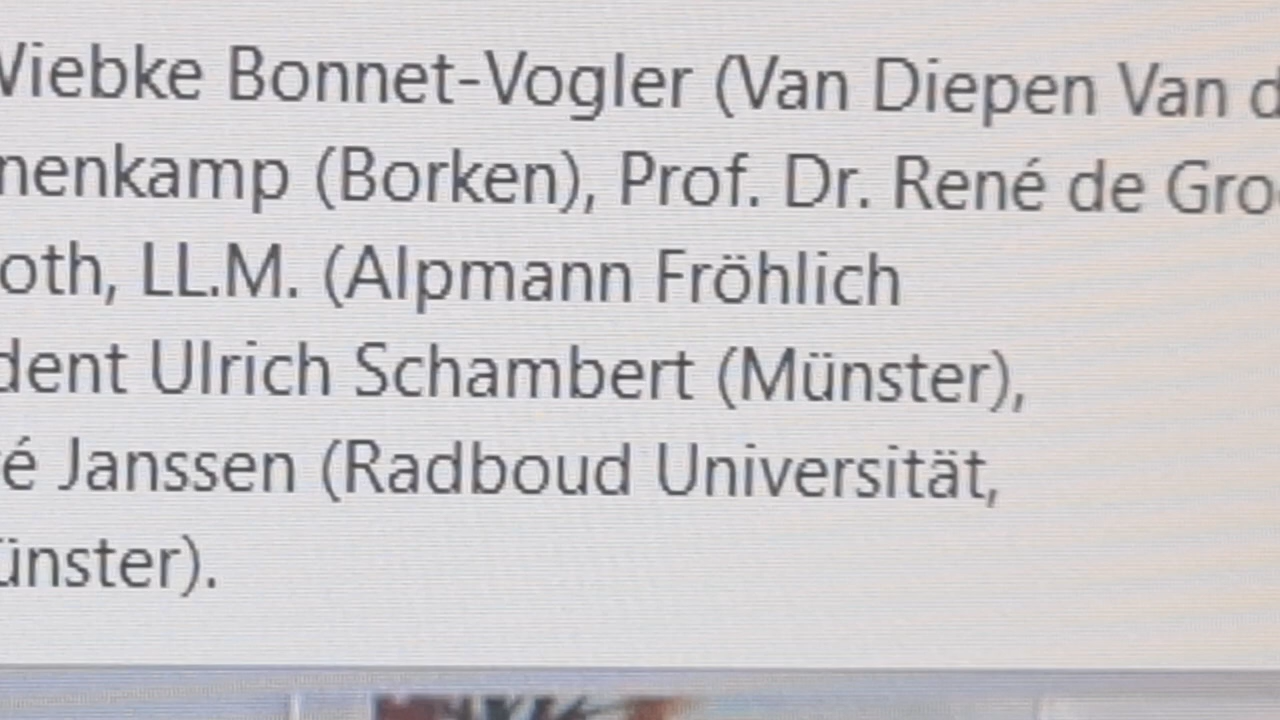 Wiebke Bonnet-Vogler (Van Diepen Van d
nenkamp (Borken), Prof. Dr. René de Gro
oth, LL.M. (Alpmann Fröhlich
dent Ulrich Schambert (Münster),
é Janssen (Radboud Universität,
ünster).